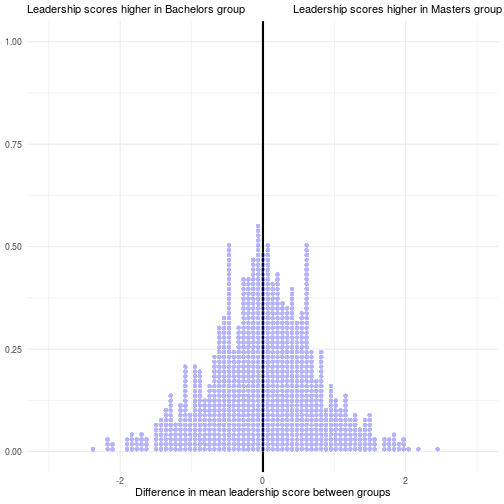 Leadership scores higher in Bachelors group
Leadership scores higher in Masters group
1.00
0.75
0.50
0.25
0.00
-2 0 2
Difference in mean leadership score between groups